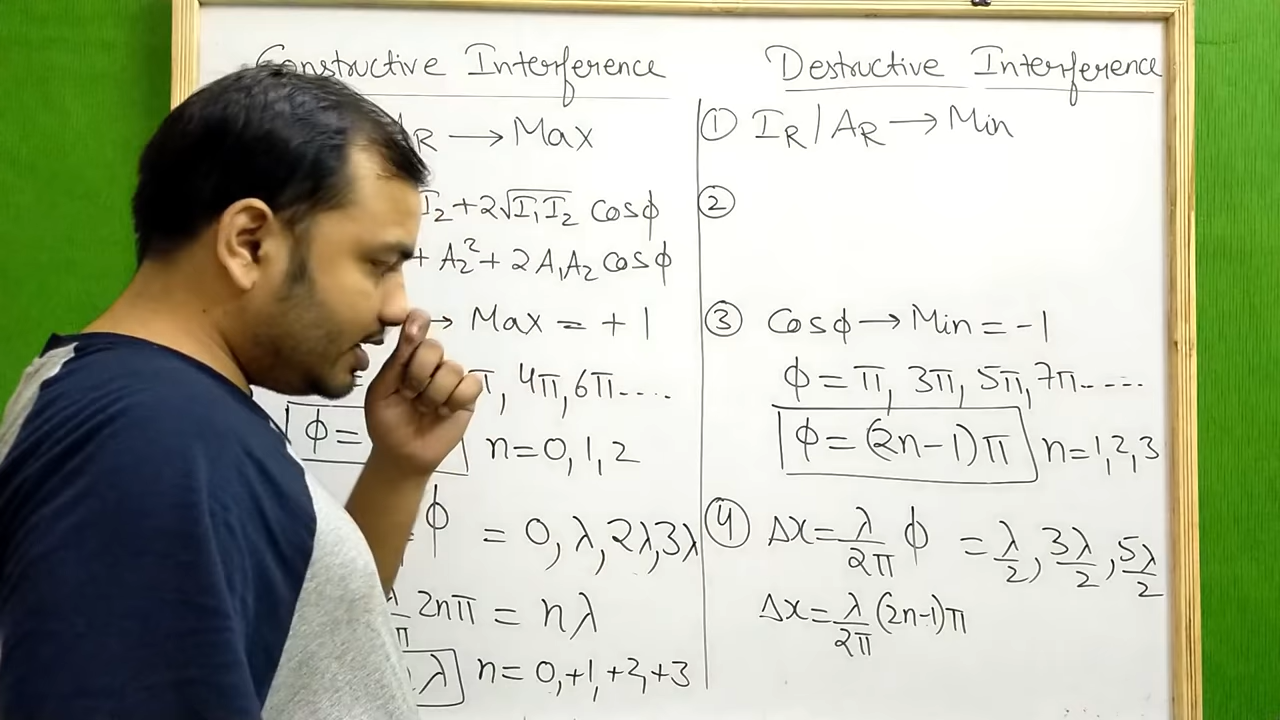 Constructive Interference
AR → Max
I2 + 2√I1I2 Cosϕ
+ A2² + 2A1A2 cosϕ
→ Max = +1
π, 4π, 6π....
ϕ= n=0,1,2
ϕ = 0, λ, 2λ, 3λ
2nπ = nλ
λ n= 0,+1,+2,+3
Destructive Interference
① IR / AR → Min
②
③ Cosϕ → Min = -1
ϕ = π, 3π, 5π, 7π.....
ϕ = (2n-1)π n=1,2,3
④ Δx = λ/2π ϕ = λ/2, 3λ/2, 5λ/2
Δx = λ/2π (2n-1)π